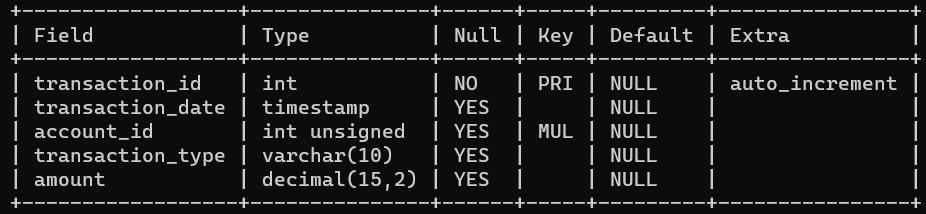 +------------------+---------------+------+-----+---------+----------------+
| Field            | Type          | Null | Key | Default | Extra          |
+------------------+---------------+------+-----+---------+----------------+
| transaction_id   | int           | NO   | PRI | NULL    | auto_increment |
| transaction_date | timestamp     | YES  |     | NULL    |                |
| account_id       | int unsigned  | YES  | MUL | NULL    |                |
| transaction_type | varchar(10)   | YES  |     | NULL    |                |
| amount           | decimal(15,2) | YES  |     | NULL    |                |
+------------------+---------------+------+-----+---------+----------------+